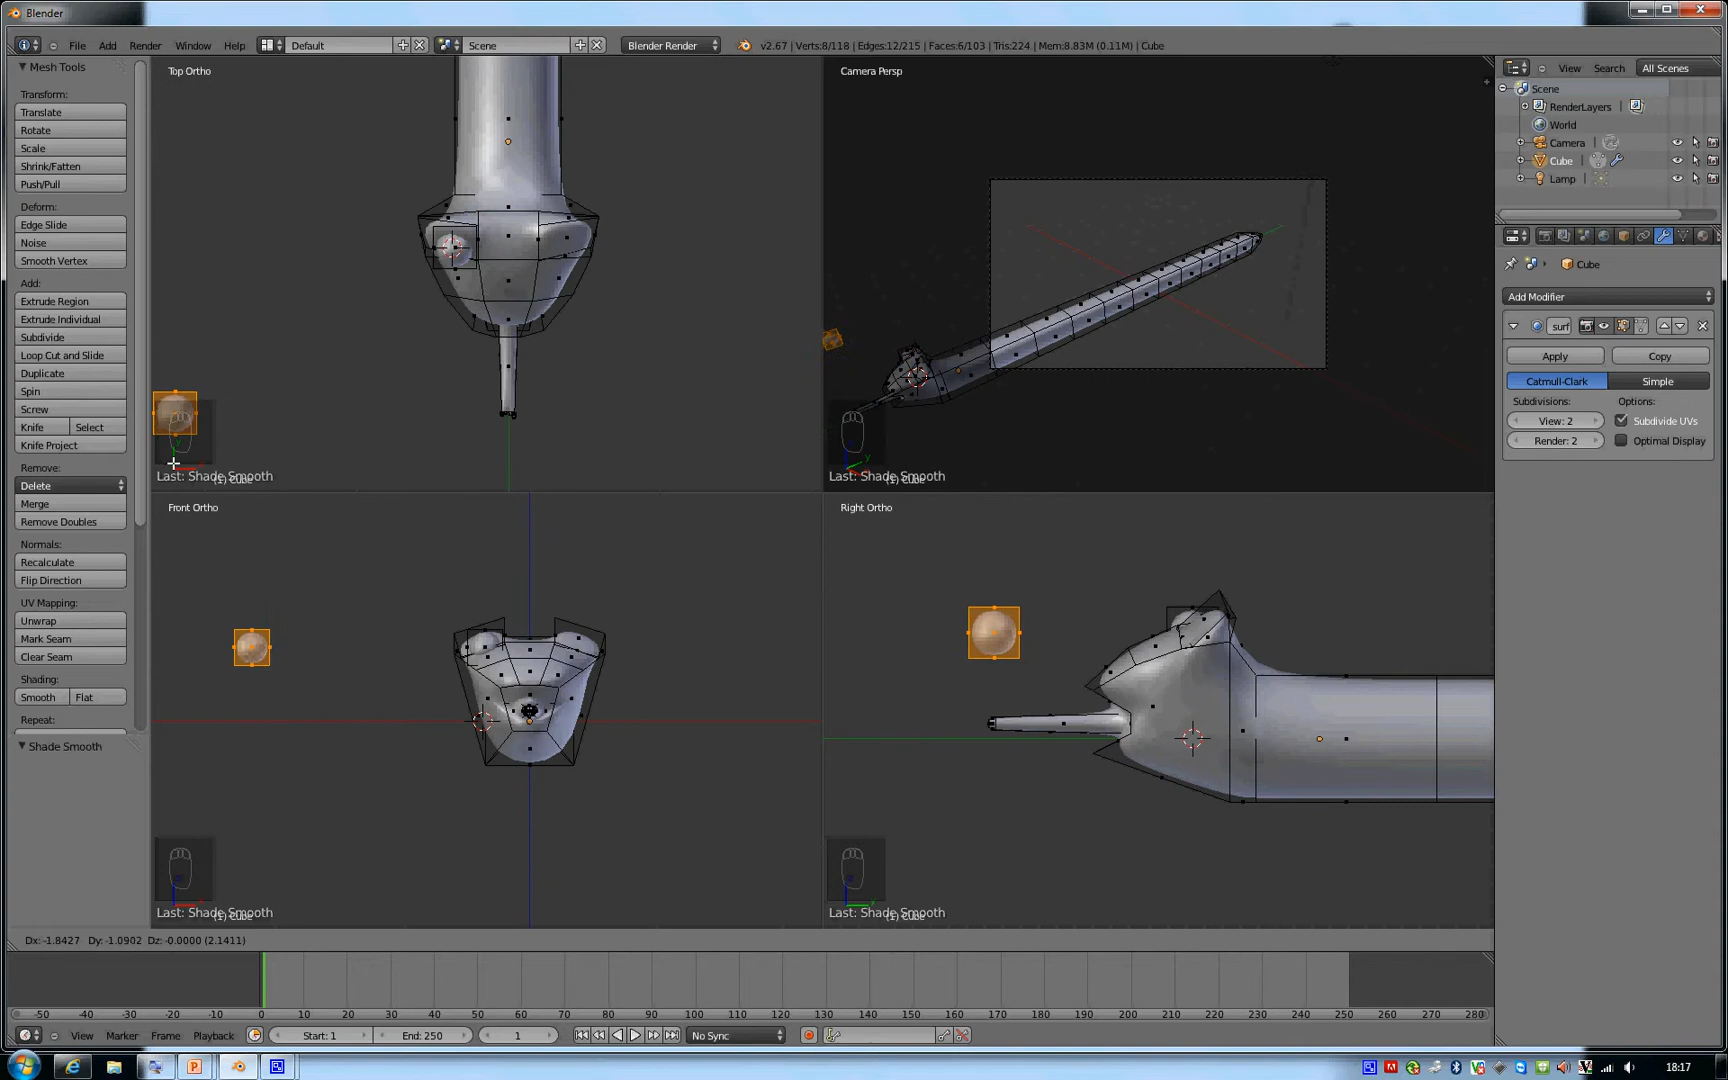 Blender
File Add Render Window Help Default Scene Blender Render v2.67 | Verts:8/118 | Edges:12/215 | Faces:6/103 | Tris:224 | Mem:8.83M (0.11M) | Cube
Mesh Tools
Transform:
Translate
Rotate
Scale
Shrink/Fatten
Push/Pull
Deform:
Edge Slide
Noise
Smooth Vertex
Add:
Extrude Region
Extrude Individual
Subdivide
Loop Cut and Slide
Duplicate
Spin
Screw
Knife Select
Knife Project
Remove:
Delete
Merge
Remove Doubles
Normals:
Recalculate
Flip Direction
UV Mapping:
Unwrap
Mark Seam
Clear Seam
Shading:
Smooth Flat
Repeat:
Shade Smooth
Top Ortho
Last: Shade Smooth
(1) Cube
Camera Persp
Last: Shade Smooth
(1) Cube
Front Ortho
Last: Shade Smooth
(1) Cube
Right Ortho
Last: Shade Smooth
(1) Cube
View Search All Scenes
Scene
RenderLayers
World
Camera
Cube
Lamp
Cube
Add Modifier
surf
Apply Copy
Catmull-Clark Simple
Subdivisions: Options:
View: 2 Subdivide UVs
Render: 2 Optimal Display
Dx: -1.8427 Dy: -1.0902 Dz: -0.0000 (2.1411)
-50 -40 -30 -20 -10 0 10 20 30 40 50 60 70 80 90 100 110 120 130 140 150 160 170 180 190 200 210 220 230 240 250 260 270 280
View Marker Frame Playback Start: 1 End: 250 1 No Sync
18:17